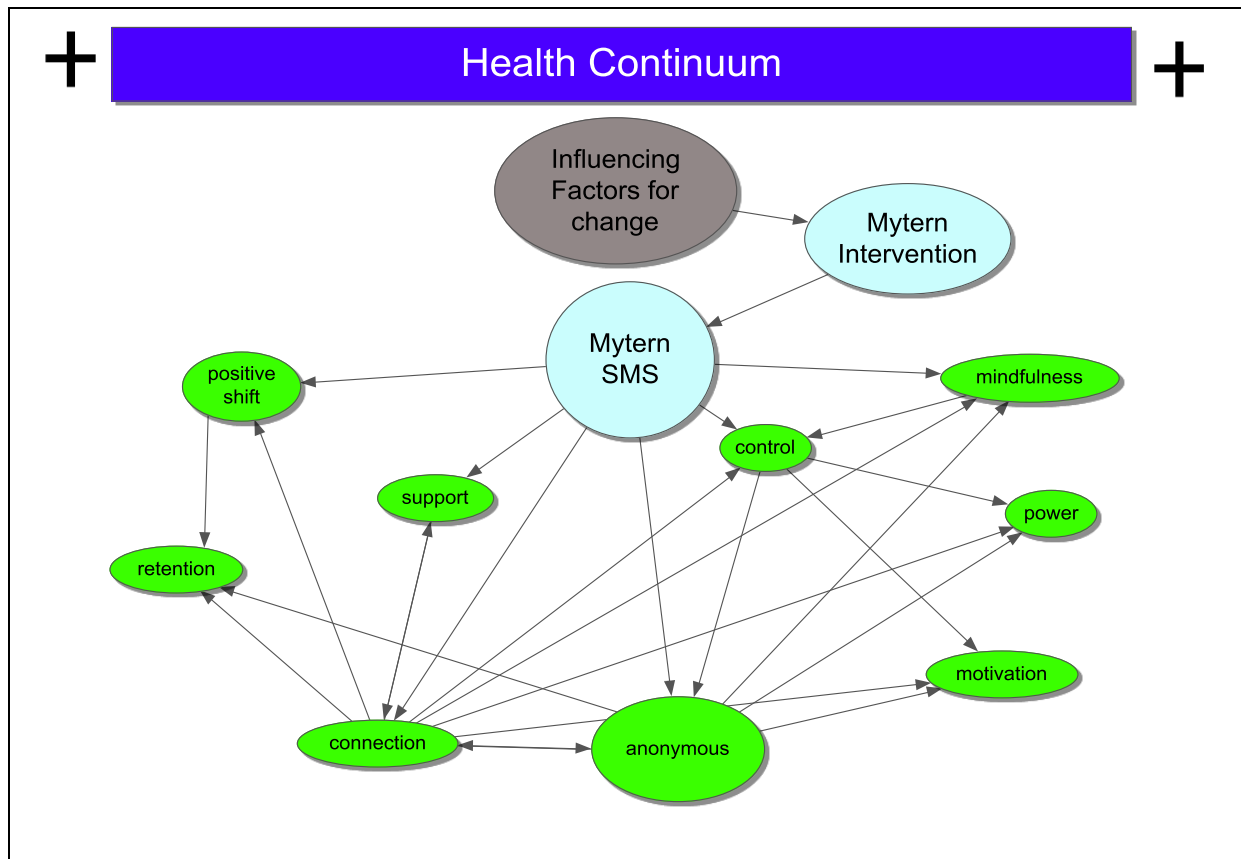 +
Health Continuum
+
Influencing
Factors for
change
Mytern
Intervention
Mytern
SMS
positive
shift
mindfulness
control
support
power
retention
motivation
connection
anonymous